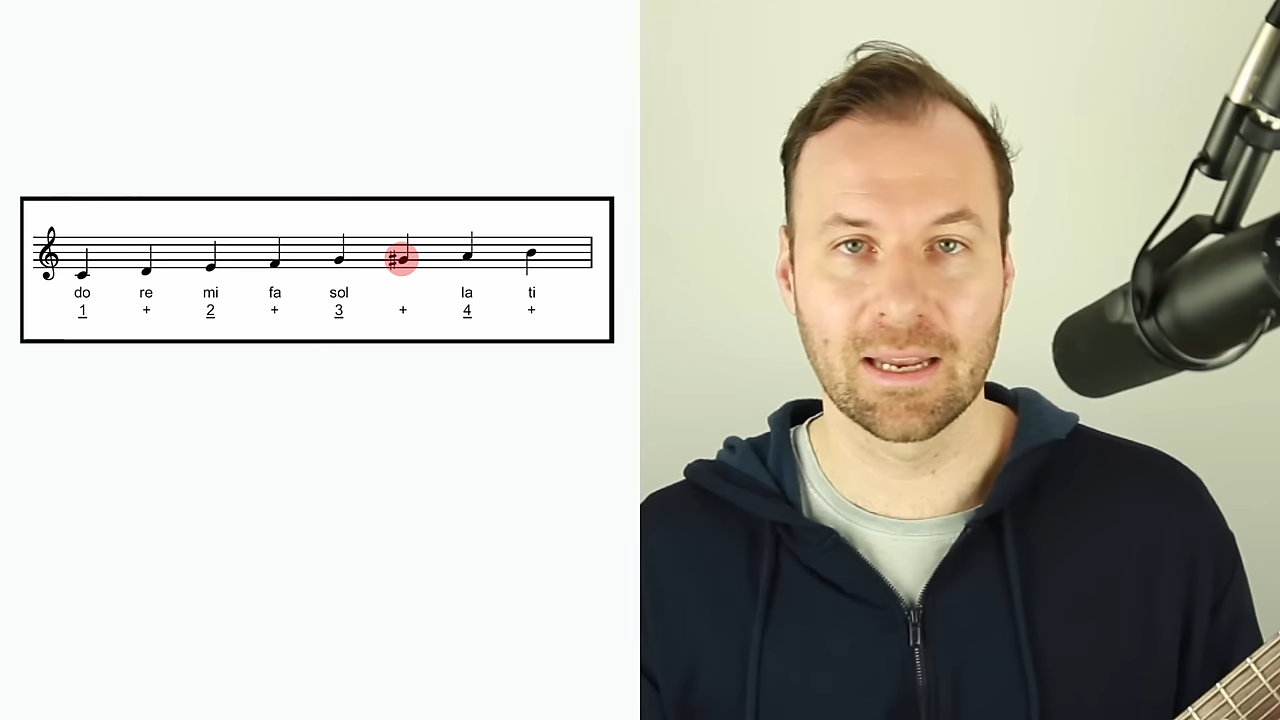 do re mi fa sol la ti
1 + 2 + 3 + 4 +